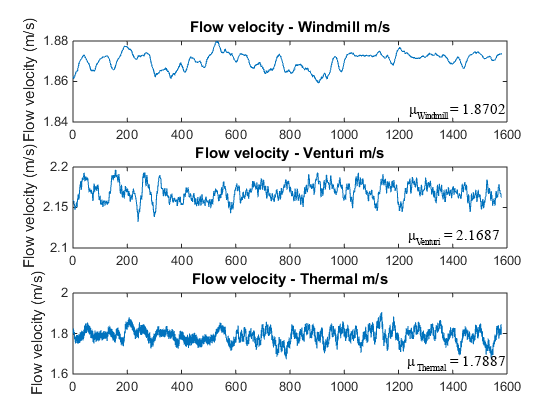 Flow velocity - Windmill m/s
Flow velocity (m/s)
1.88
1.86
1.84
μWindmill = 1.8702
0 200 400 600 800 1000 1200 1400 1600
Flow velocity - Venturi m/s
Flow velocity (m/s)
2.2
2.15
2.1
μVenturi = 2.1687
0 200 400 600 800 1000 1200 1400 1600
Flow velocity - Thermal m/s
Flow velocity (m/s)
2
1.8
1.6
μThermal = 1.7887
0 200 400 600 800 1000 1200 1400 1600